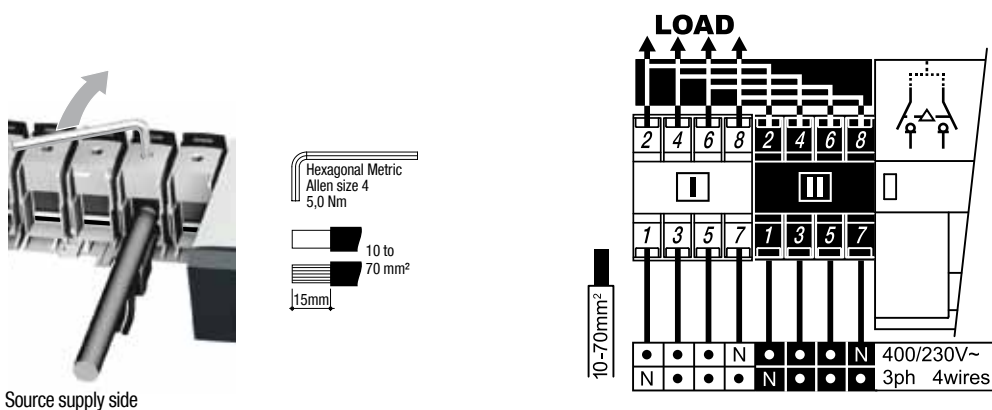 Source supply side
Hexagonal Metric
Allen size 4
5,0 Nm
10 to
70 mm²
15mm
LOAD
2 4 6 8 2 4 6 8
I II
1 3 5 7 1 3 5 7
10-70mm²
N N 400/230V~
N N 3ph 4wires